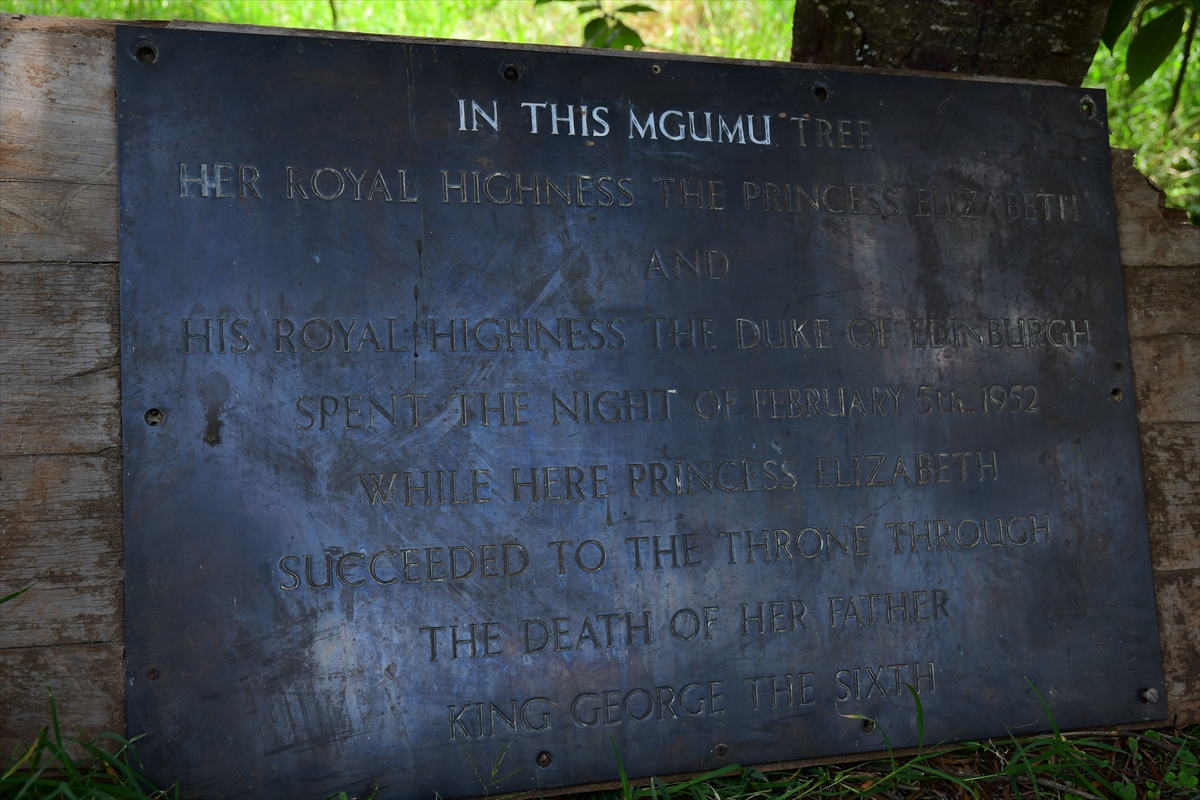 IN THIS MGUMU TREE
HER ROYAL HIGHNESS THE PRINCESS ELIZABETH
AND
HIS ROYAL HIGHNESS THE DUKE OF EDINBURGH
SPENT THE NIGHT OF FEBRUARY 5th 1952
WHILE HERE PRINCESS ELIZABETH
SUCCEEDED TO THE THRONE THROUGH
THE DEATH OF HER FATHER
KING GEORGE THE SIXTH